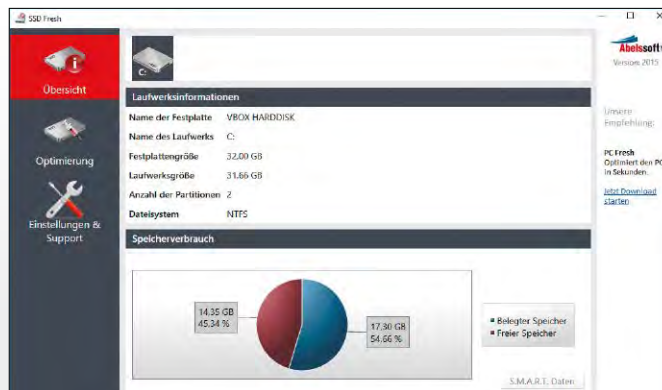 SSD Fresh
Übersicht
Optimierung
Einstellungen &
Support
C:
Laufwerksinformationen
Name der Festplatte VBOX HARDDISK
Name des Laufwerks C:
Festplattengröße 32,00 GB
Laufwerksgröße 31,66 GB
Anzahl der Partitionen 2
Dateisystem NTFS
Speicherverbrauch
14,35 GB
45,34 %
17,30 GB
54,66 %
Belegter Speicher
Freier Speicher
S.M.A.R.T. Daten
Abelssoft
Version: 2015
Unsere
Empfehlung:
PC Fresh
Optimiert den PC
in Sekunden.
Jetzt Download
starten